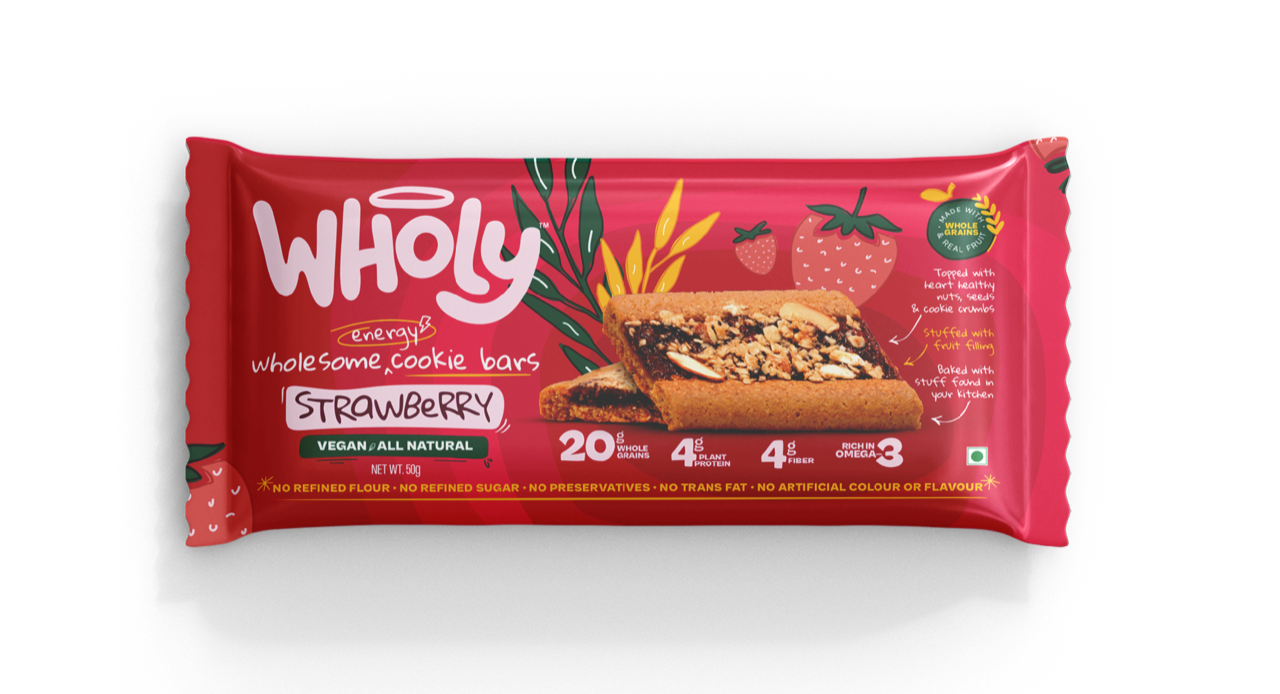 WHOLY™
energy
wholesome ‸ cookie bars
STRAWBERRY
VEGAN ALL NATURAL
NET WT. 50g
MADE WITH
WHOLE
GRAINS
& REAL FRUIT
Topped with
heart healthy
nuts, seeds
& cookie crumbs
Stuffed with
fruit filling
Baked with
stuff found in
your kitchen
20g WHOLE
GRAINS
4g PLANT
PROTEIN
4g FIBER
RICH IN
OMEGA-3
NO REFINED FLOUR · NO REFINED SUGAR · NO PRESERVATIVES · NO TRANS FAT · NO ARTIFICIAL COLOUR OR FLAVOUR